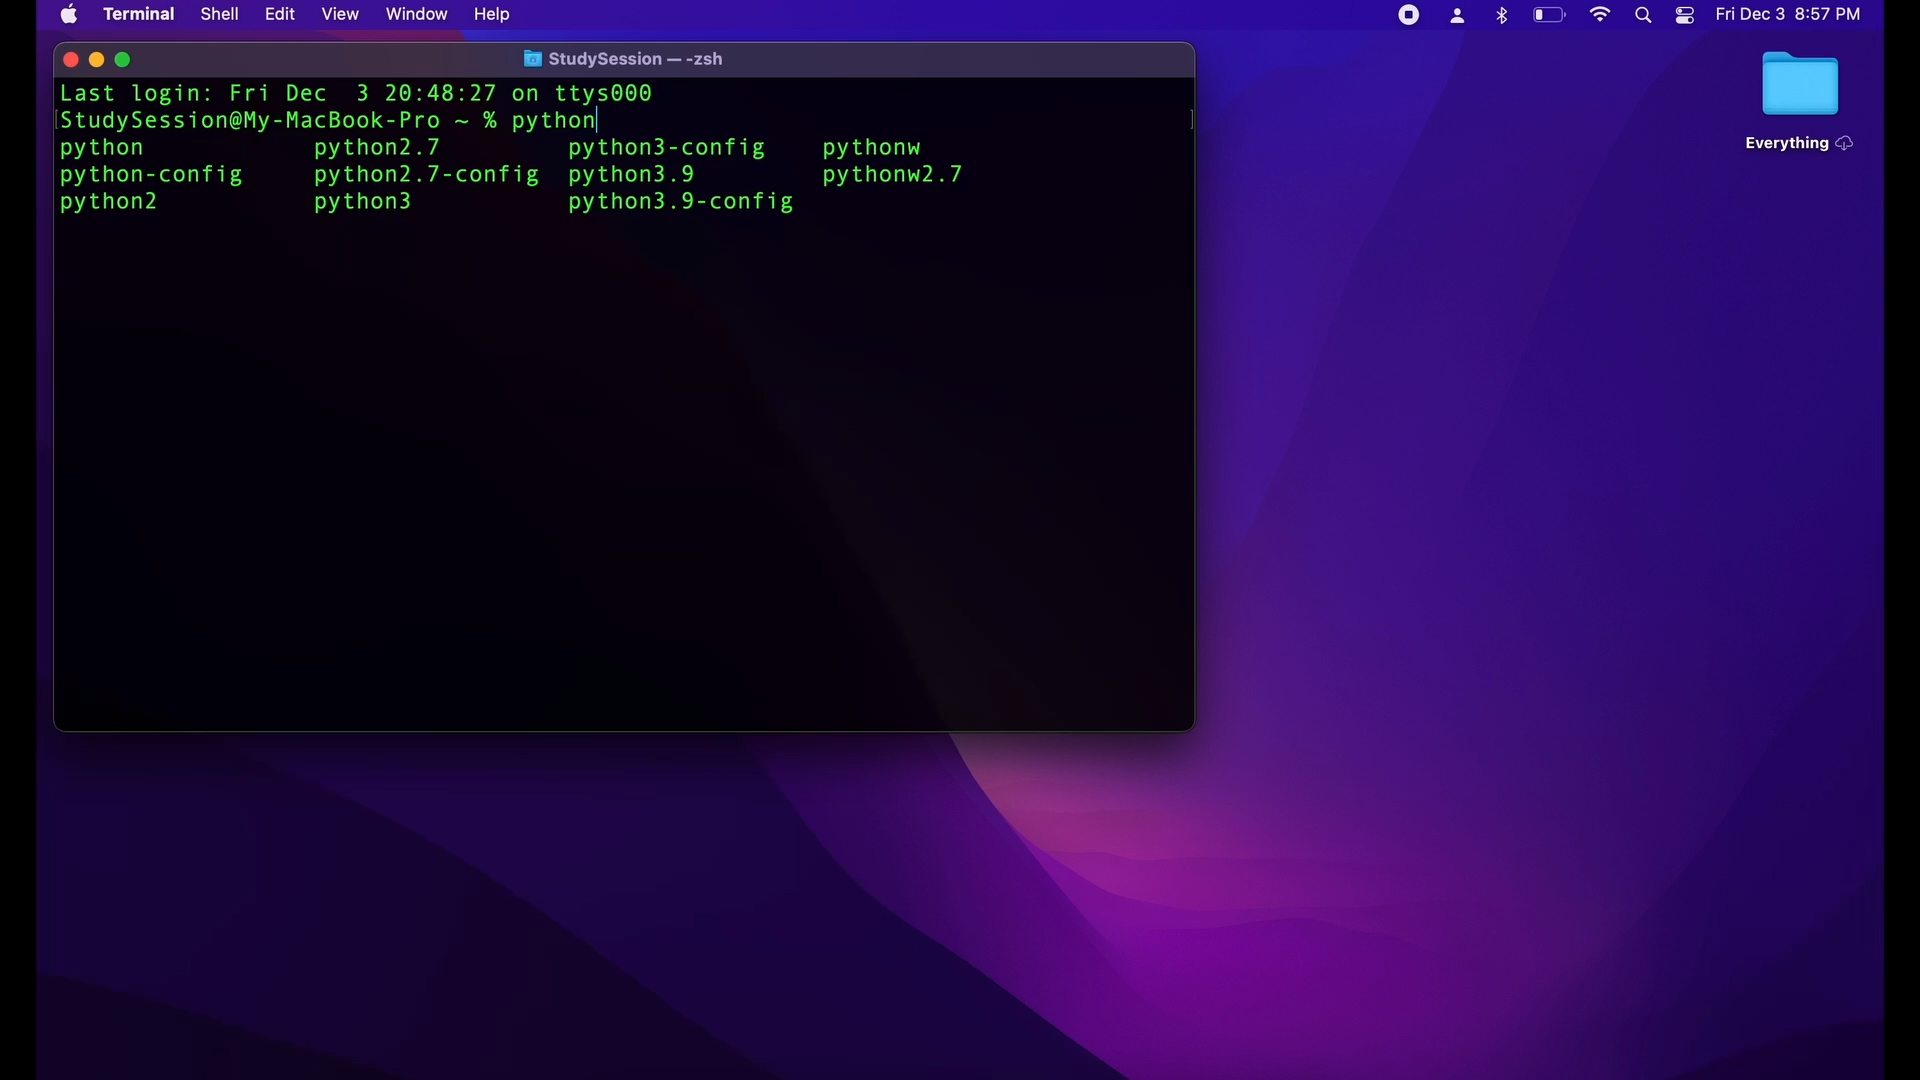 Terminal Shell Edit View Window Help Fri Dec 3 8:57 PM
StudySession — -zsh
Last login: Fri Dec  3 20:48:27 on ttys000
[StudySession@My-MacBook-Pro ~ % python ]
python python2.7 python3-config pythonw
python-config python2.7-config python3.9 pythonw2.7
python2 python3 python3.9-config
Everything